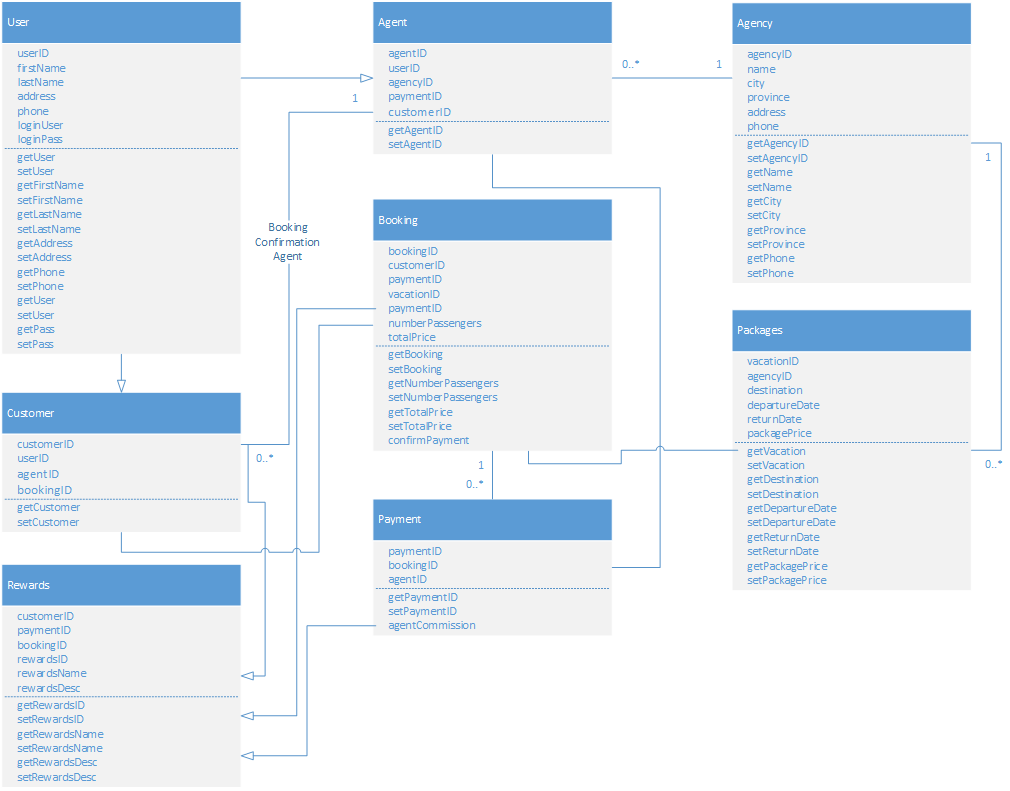 User
userID
firstName
lastName
address
phone
loginUser
loginPass
getUser
setUser
getFirstName
setFirstName
getLastName
setLastName
getAddress
setAddress
getPhone
setPhone
getUser
setUser
getPass
setPass
Agent
agentID
userID
agencyID
paymentID
customerID
getAgentID
setAgentID
0..*
1
Agency
agencyID
name
city
province
address
phone
getAgencyID
setAgencyID
getName
setName
getCity
setCity
getProvince
setProvince
getPhone
setPhone
1
1
Booking
Confirmation
Agent
Booking
bookingID
customerID
paymentID
vacationID
paymentID
numberPassengers
totalPrice
getBooking
setBooking
getNumberPassengers
setNumberPassengers
getTotalPrice
setTotalPrice
confirmPayment
Packages
vacationID
agencyID
destination
departureDate
returnDate
packagePrice
getVacation
setVacation
getDestination
setDestination
getDepartureDate
setDepartureDate
getReturnDate
setReturnDate
getPackagePrice
setPackagePrice
0..*
Customer
customerID
userID
agentID
bookingID
getCustomer
setCustomer
0..*
1
0..*
Payment
paymentID
bookingID
agentID
getPaymentID
setPaymentID
agentCommission
Rewards
customerID
paymentID
bookingID
rewardsID
rewardsName
rewardsDesc
getRewardsID
setRewardsID
getRewardsName
setRewardsName
getRewardsDesc
setRewardsDesc